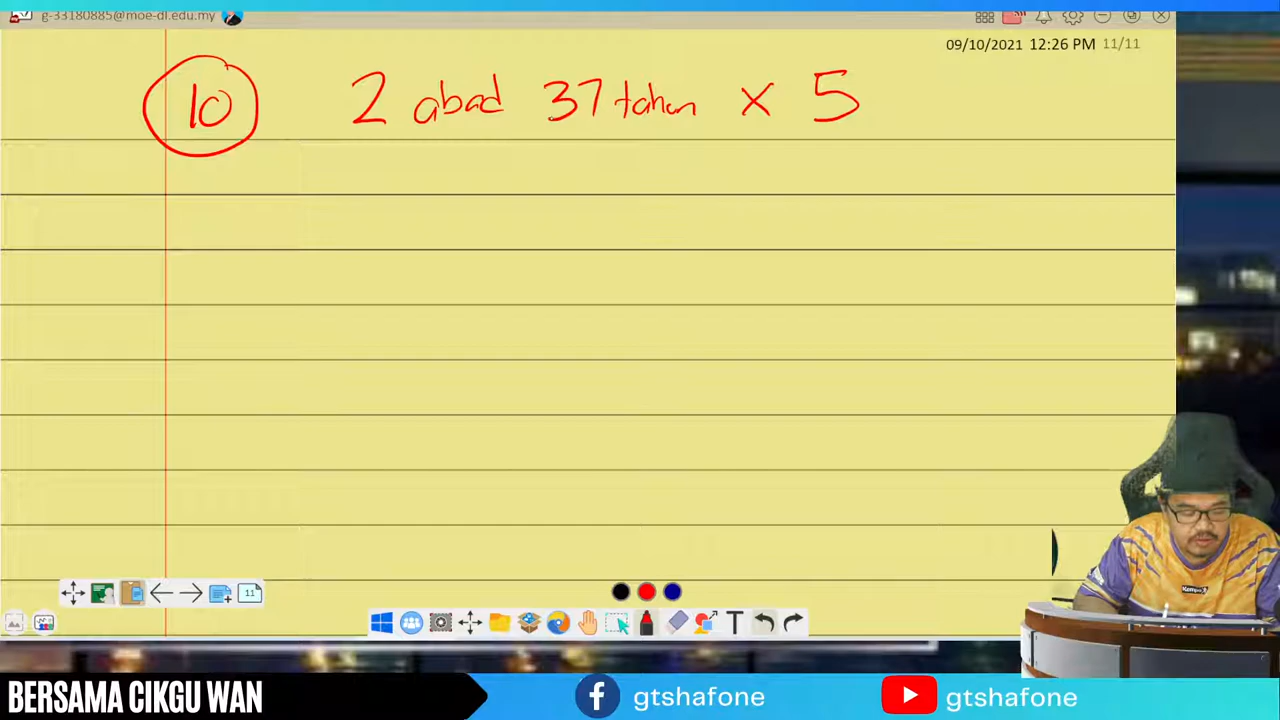 g-33180885@moe-dl.edu.my
09/10/2021 12:26 PM 11/11
10 2 abad 37 tahun x 5
11
T
BERSAMA CIKGU WAN
gtshafone
gtshafone